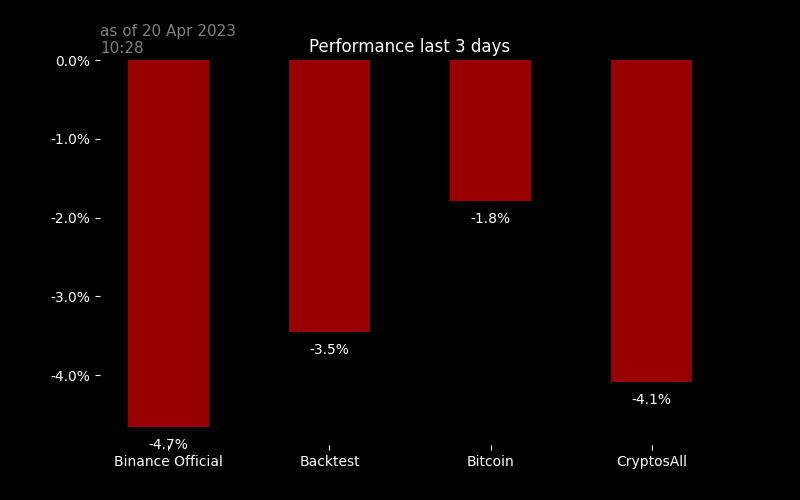 as of 20 Apr 2023
10:28
Performance last 3 days
0.0%
-1.0%
-2.0%
-3.0%
-4.0%
-4.7%
-3.5%
-1.8%
-4.1%
Binance Official
Backtest
Bitcoin
CryptosAll